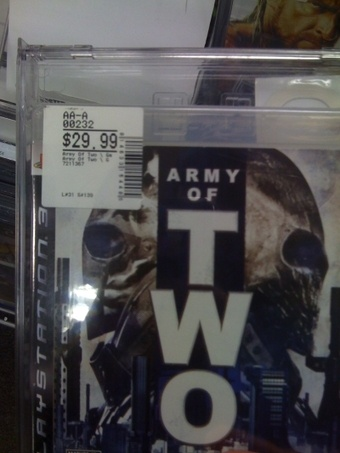 AA-A
00232
$29.99
ARMY
OF
TWO
PLAYSTATION 3